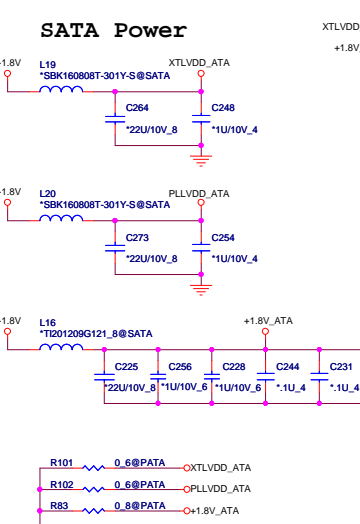 SATA Power
XTLVDD_
+1.8V_
+1.8V L19 XTLVDD_ATA
*SBK160808T-301Y-S@SATA
C264 C248
*22U/10V_8 *1U/10V_4
+1.8V L20 PLLVDD_ATA
*SBK160808T-301Y-S@SATA
C273 C254
*22U/10V_8 *1U/10V_4
+1.8V L16 +1.8V_ATA
*TI201209G121_8@SATA
C225 C256 C228 C244 C231
*22U/10V_8 *1U/10V_6 *1U/10V_6 *.1U_4 *.1U_4
R101 0_6@PATA XTLVDD_ATA
R102 0_6@PATA PLLVDD_ATA
R83 0_8@PATA +1.8V_ATA